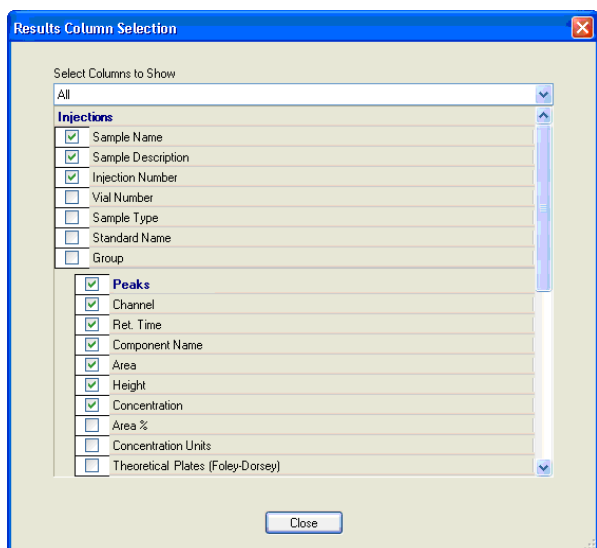 Results Column Selection
Select Columns to Show
All
Injections
Sample Name
Sample Description
Injection Number
Vial Number
Sample Type
Standard Name
Group
Peaks
Channel
Ret. Time
Component Name
Area
Height
Concentration
Area %
Concentration Units
Theoretical Plates (Foley-Dorsey)
Close